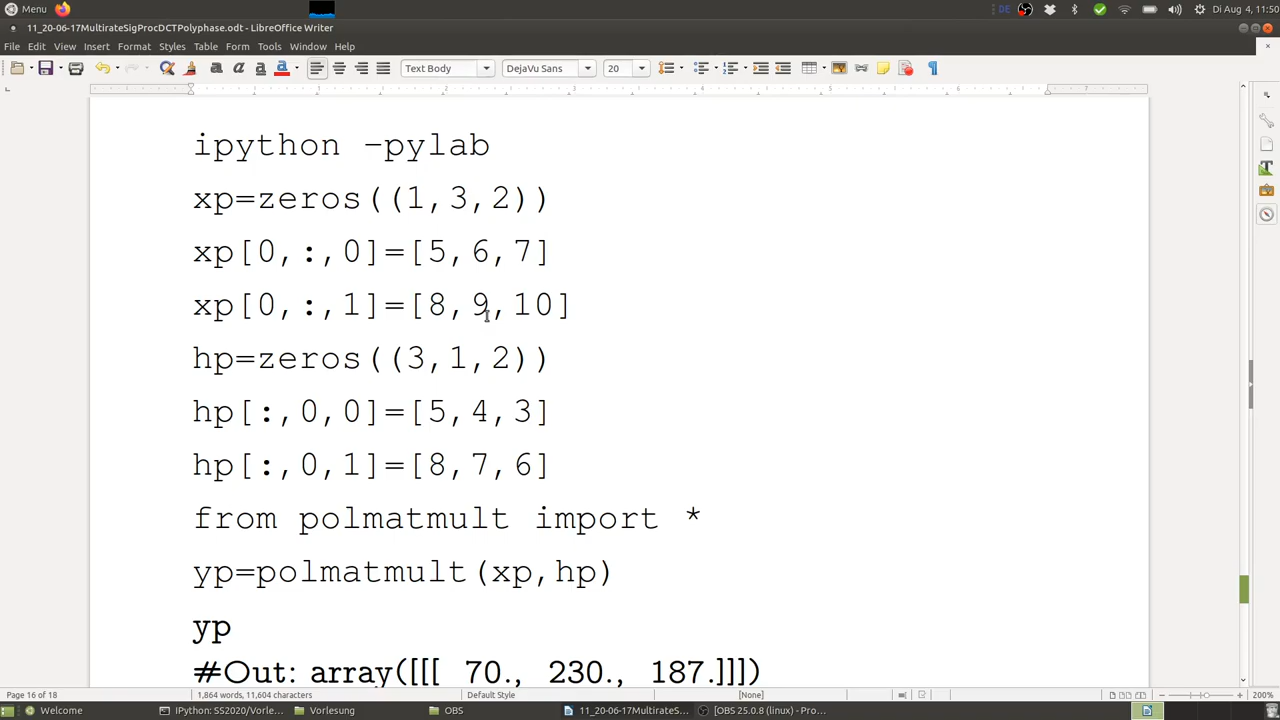 Menu
DE
Di Aug 4, 11:50
11_20-06-17MultirateSigProcDCTPolyphase.odt - LibreOffice Writer
File Edit View Insert Format Styles Table Form Tools Window Help
Text Body DejaVu Sans 20
ipython -pylab
xp=zeros((1,3,2))
xp[0,:,0]=[5,6,7]
xp[0,:,1]=[8,9,10]
hp=zeros((3,1,2))
hp[:,0,0]=[5,4,3]
hp[:,0,1]=[8,7,6]
from polmatmult import *
yp=polmatmult(xp,hp)
yp
#Out: array([[[ 70., 230., 187.]]])
Page 16 of 18 1,864 words, 11,604 characters Default Style [None] 200%
Welcome IPython: SS2020/Vorle... Vorlesung OBS 11_20-06-17MultirateS... [OBS 25.0.8 (linux) - Pro...